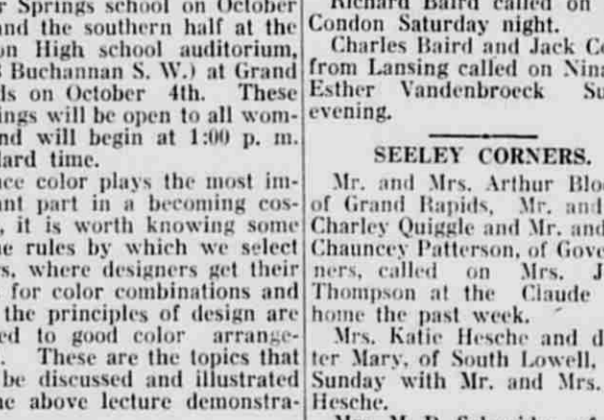 r Springs school on October
and the southern half at the
on High school auditorium,
Buchannan S. W.) at Grand
ds on October 4th. These
ings will be open to all wom-
nd will begin at 1:00 p. m.
dard time.
nce color plays the most im-
ant part in a becoming cos-
, it is worth knowing some
e rules by which we select
s, where designers get their
for color combinations and
the principles of design are
ed to good color arrange-
. These are the topics that
be discussed and illustrated
he above lecture demonstra-
Richard Baird called on
Condon Saturday night.
Charles Baird and Jack Co
from Lansing called on Nina
Esther Vandenbroeck Su
evening.
SEELEY CORNERS.
Mr. and Mrs. Arthur Blo
of Grand Rapids, Mr. and
Charley Quiggle and Mr. and
Chauncey Patterson, of Gove
ners, called on Mrs. J
Thompson at the Claude
home the past week.
Mrs. Katie Hesche and d
ter Mary, of South Lowell,
Sunday with Mr. and Mrs.
Hesche.